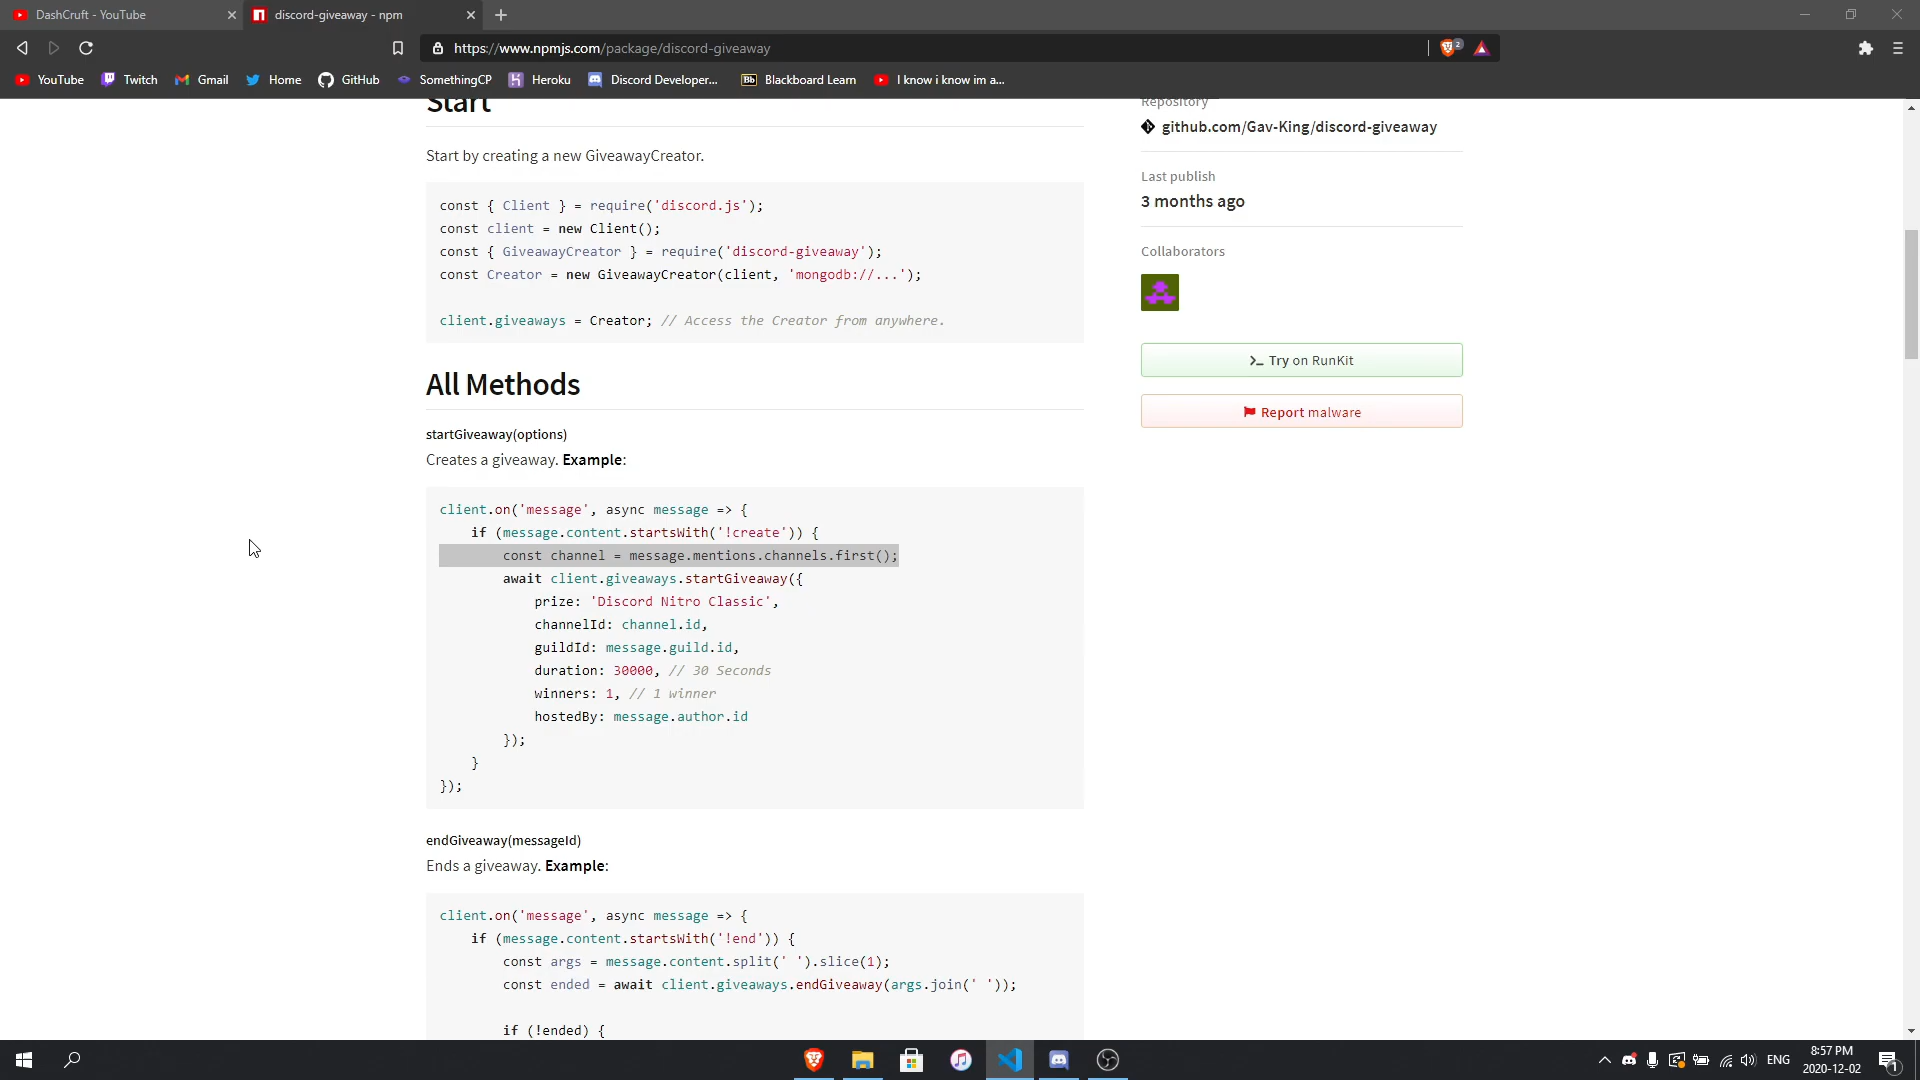 DashCruft - YouTube
discord-giveaway - npm
https://www.npmjs.com/package/discord-giveaway
2
YouTube
Twitch
Gmail
Home
GitHub
SomethingCP
Heroku
Discord Developer...
Bb Blackboard Learn
I know i know im a...
Start
Start by creating a new GiveawayCreator.
const { Client } = require('discord.js');
const client = new Client();
const { GiveawayCreator } = require('discord-giveaway');
const Creator = new GiveawayCreator(client, 'mongodb://...');
client.giveaways = Creator; // Access the Creator from anywhere.
All Methods
startGiveaway(options)
Creates a giveaway. Example:
client.on('message', async message => {
if (message.content.startsWith('!create')) {
const channel = message.mentions.channels.first();
await client.giveaways.startGiveaway({
prize: 'Discord Nitro Classic',
channelId: channel.id,
guildId: message.guild.id,
duration: 30000, // 30 Seconds
winners: 1, // 1 winner
hostedBy: message.author.id
});
}
});
endGiveaway(messageId)
Ends a giveaway. Example:
client.on('message', async message => {
if (message.content.startsWith('!end')) {
const args = message.content.split(' ').slice(1);
const ended = await client.giveaways.endGiveaway(args.join(' '));
if (!ended) {
Repository
github.com/Gav-King/discord-giveaway
Last publish
3 months ago
Collaborators
Try on RunKit
Report malware
ENG
8:57 PM
2020-12-02
1